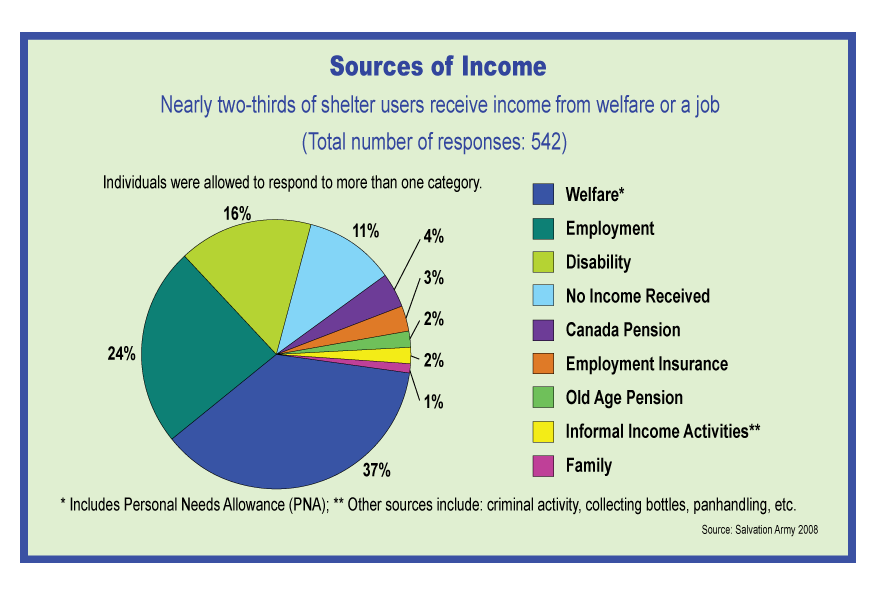 Sources of Income
Nearly two-thirds of shelter users receive income from welfare or a job
(Total number of responses: 542)
Individuals were allowed to respond to more than one category.
16%
11%
4%
3%
2%
2%
1%
24%
37%
Welfare*
Employment
Disability
No Income Received
Canada Pension
Employment Insurance
Old Age Pension
Informal Income Activities**
Family
* Includes Personal Needs Allowance (PNA); ** Other sources include: criminal activity, collecting bottles, panhandling, etc.
Source: Salvation Army 2008